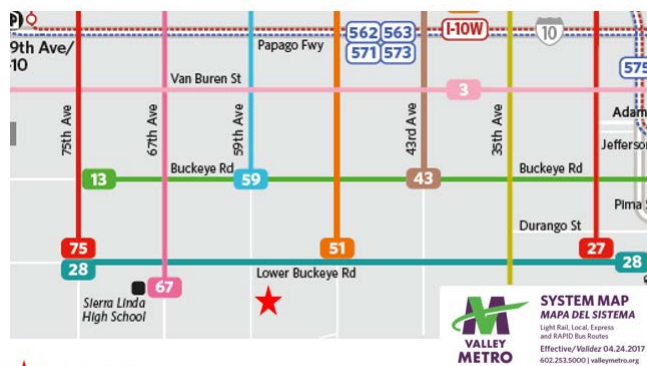 9th Ave/
-10
Papago Fwy
562 563
571 573
I-10W
10
575
Van Buren St
3
75th Ave
67th Ave
59th Ave
43rd Ave
35th Ave
Adam
Jefferson
13
Buckeye Rd
59
43
Buckeye Rd
Pima S
Durango St
75
51
27
28
28
Lower Buckeye Rd
67
Sierra Linda
High School
VALLEY
METRO
SYSTEM MAP
MAPA DEL SISTEMA
Light Rail, Local, Express
and RAPID Bus Routes
Effective/Validez 04.24.2017
602.253.5000 | valleymetro.org